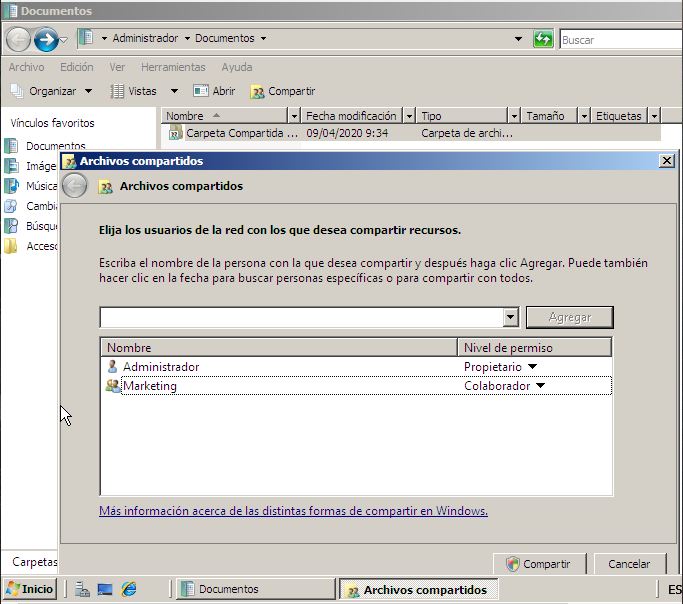 Documentos
Administrador Documentos Buscar
Archivo Edición Ver Herramientas Ayuda
Organizar Vistas Abrir Compartir
Vínculos favoritos
Nombre Fecha modificación Tipo Tamaño Etiquetas
Carpeta Compartida ... 09/04/2020 9:34 Carpeta de archi...
Documentos
Imáge
Música
Cambi
Búsqu
Acceso
Archivos compartidos
Archivos compartidos
Elija los usuarios de la red con los que desea compartir recursos.
Escriba el nombre de la persona con la que desea compartir y después haga clic Agregar. Puede también
hacer clic en la fecha para buscar personas específicas o para compartir con todos.
Agregar
Nombre Nivel de permiso
Administrador Propietario
Marketing Colaborador
Más información acerca de las distintas formas de compartir en Windows.
Carpetas
Compartir Cancelar
Inicio Documentos Archivos compartidos ES